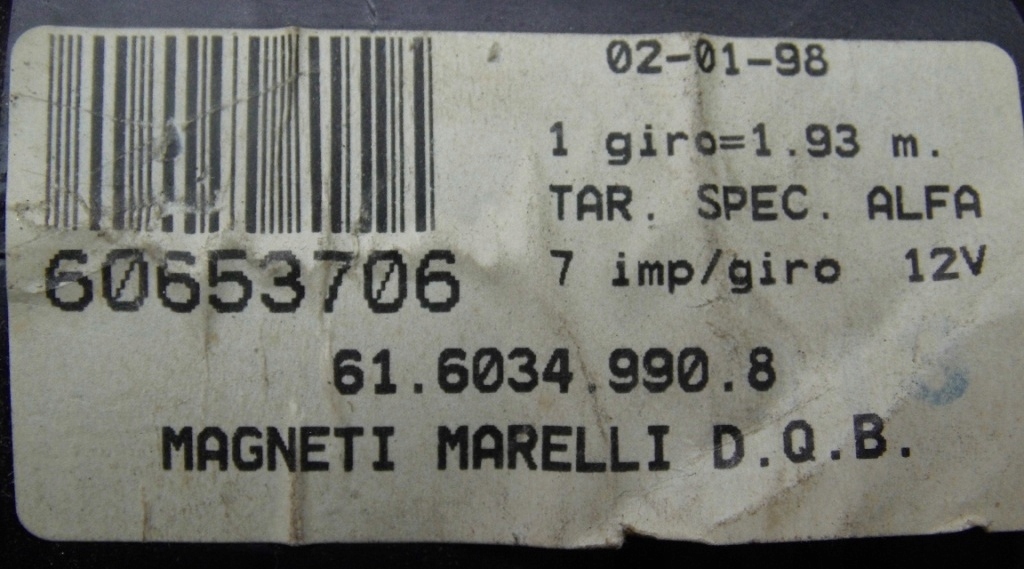 02-01-98
1 giro=1.93 m.
TAR. SPEC. ALFA
60653706
7 imp/giro 12V
61.6034.990.8
MAGNETI MARELLI D.Q.B.